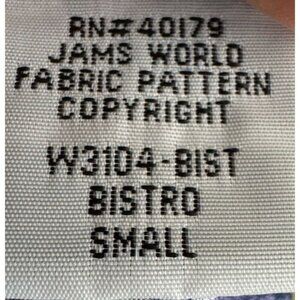 RN#40179
JAMS WORLD
FABRIC PATTERN
COPYRIGHT
W3104-BIST
BISTRO
SMALL